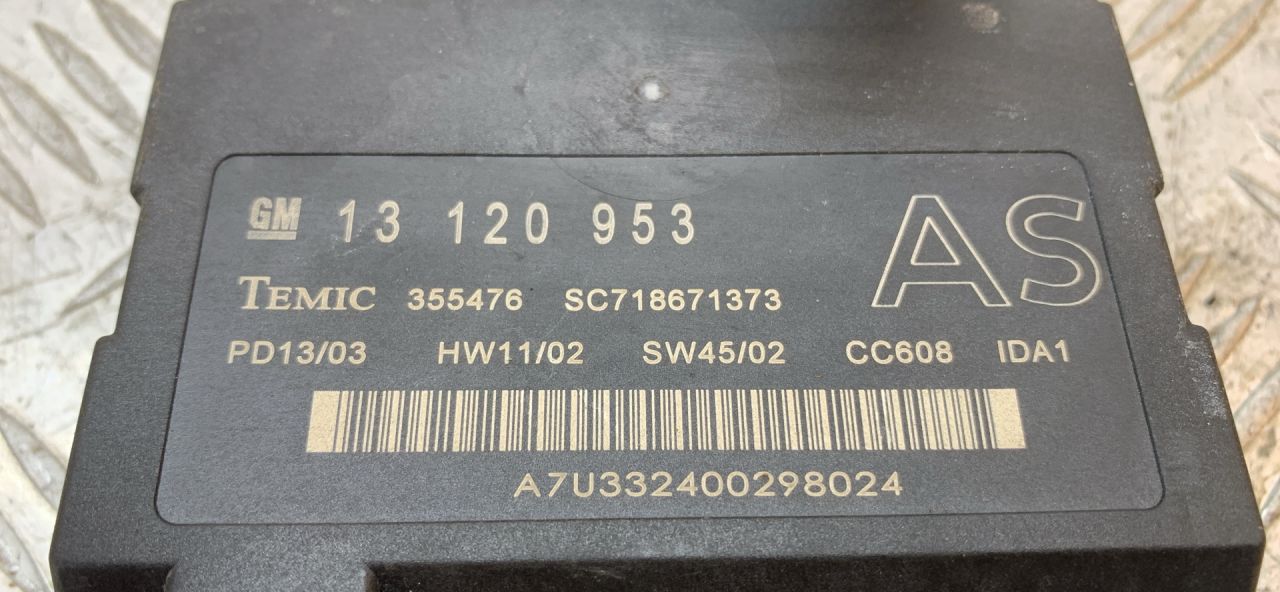 GM 13 120 953 AS
TEMIC 355476 SC718671373
PD13/03 HW11/02 SW45/02 CC608 IDA1
A7U332400298024